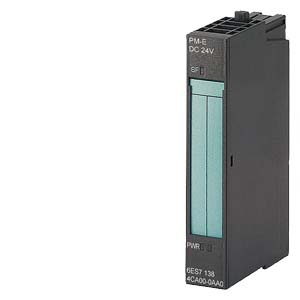 PM-E
DC 24V
SF
PWR
6ES7 138
4CA00-0AA0